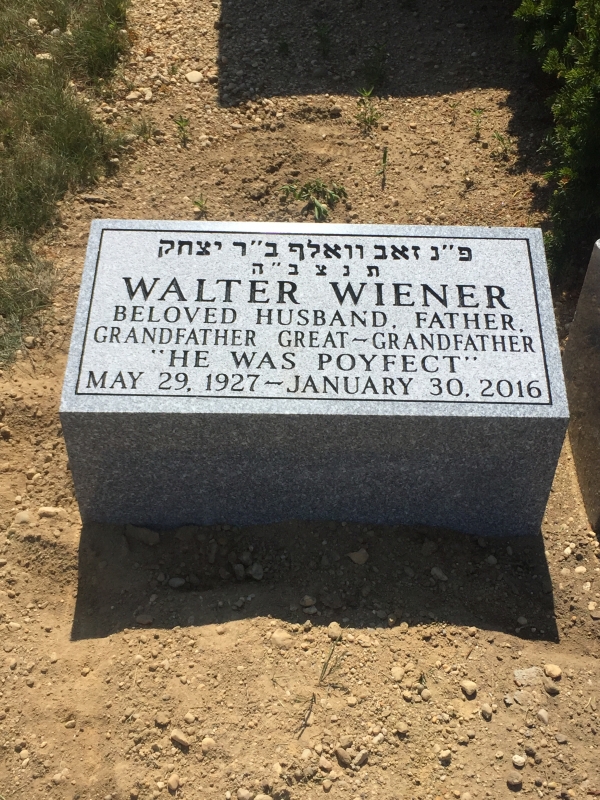 פ״נ זאב וואלף ב״ר יצחק
תנצב״ה
WALTER WIENER
BELOVED HUSBAND, FATHER,
GRANDFATHER GREAT~GRANDFATHER
"HE WAS POYFECT"
MAY 29, 1927~JANUARY 30, 2016